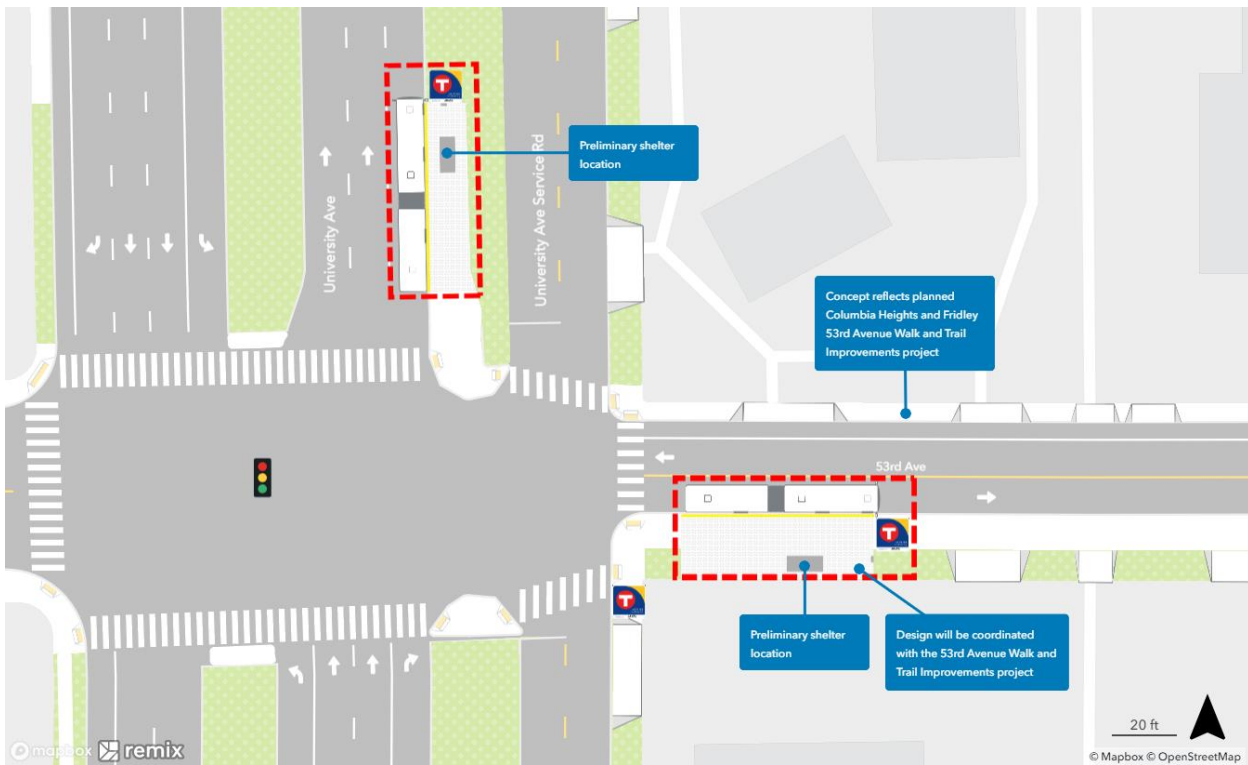 Preliminary shelter
location
University Ave
University Ave Service Rd
Concept reflects planned
Columbia Heights and Fridley
53rd Avenue Walk and Trail
Improvements project
53rd Ave
Preliminary shelter
location
Design will be coordinated
with the 53rd Avenue Walk and
Trail Improvements project
20 ft
mapbox remix
© Mapbox © OpenStreetMap